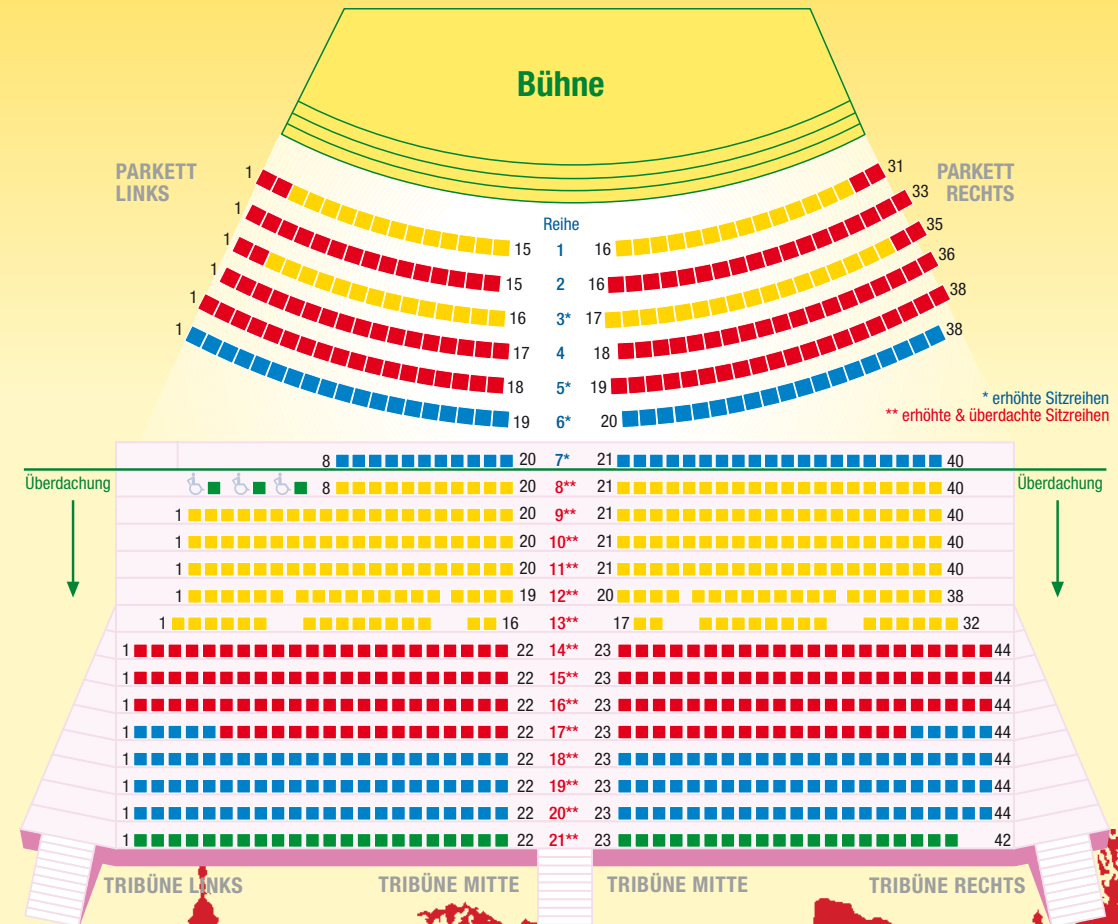 Bühne
PARKETT
LINKS
PARKETT
RECHTS
Reihe
1 15 1 16 31
1 15 2 16 33
1 16 3* 17 35
1 17 4 18 36
1 18 5* 19 38
1 19 6* 20 38
* erhöhte Sitzreihen
** erhöhte & überdachte Sitzreihen
8 20 7* 21 40
Überdachung
Überdachung
8 20 8** 21 40
1 20 9** 21 40
1 20 10** 21 40
1 20 11** 21 40
1 19 12** 20 38
1 16 13** 17 32
1 22 14** 23 44
1 22 15** 23 44
1 22 16** 23 44
1 22 17** 23 44
1 22 18** 23 44
1 22 19** 23 44
1 22 20** 23 44
1 22 21** 23 42
TRIBÜNE LINKS
TRIBÜNE MITTE
TRIBÜNE MITTE
TRIBÜNE RECHTS